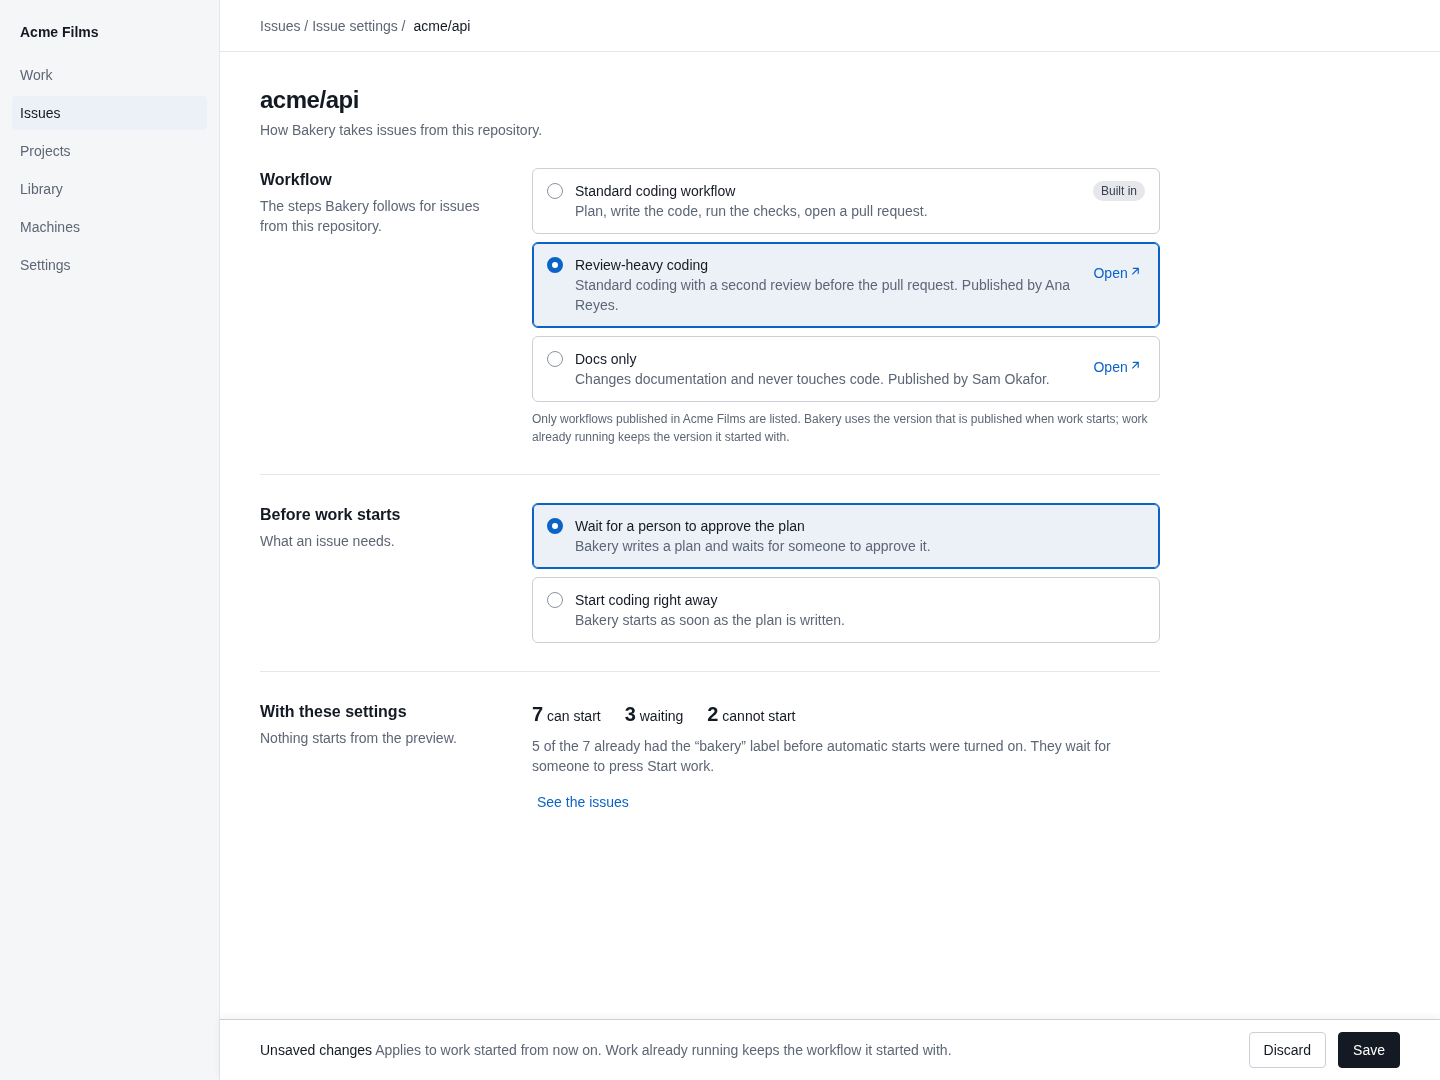 Acme Films
Work
Issues
Projects
Library
Machines
Settings
Issues / Issue settings / acme/api
acme/api
How Bakery takes issues from this repository.
Workflow
The steps Bakery follows for issues
from this repository.
Standard coding workflow
Built in
Plan, write the code, run the checks, open a pull request.
Review-heavy coding
Open
Standard coding with a second review before the pull request. Published by Ana
Reyes.
Docs only
Open
Changes documentation and never touches code. Published by Sam Okafor.
Only workflows published in Acme Films are listed. Bakery uses the version that is published when work starts; work
already running keeps the version it started with.
Before work starts
What an issue needs.
Wait for a person to approve the plan
Bakery writes a plan and waits for someone to approve it.
Start coding right away
Bakery starts as soon as the plan is written.
With these settings
Nothing starts from the preview.
7 can start 3 waiting 2 cannot start
5 of the 7 already had the “bakery” label before automatic starts were turned on. They wait for
someone to press Start work.
See the issues
Unsaved changes Applies to work started from now on. Work already running keeps the workflow it started with.
Discard
Save